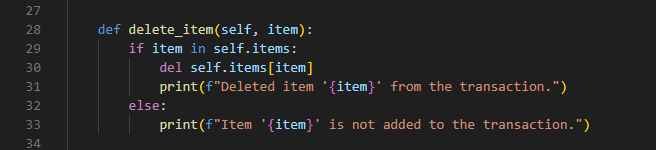 27
28 def delete_item(self, item):
29 if item in self.items:
30 del self.items[item]
31 print(f"Deleted item '{item}' from the transaction.")
32 else:
33 print(f"Item '{item}' is not added to the transaction.")
34